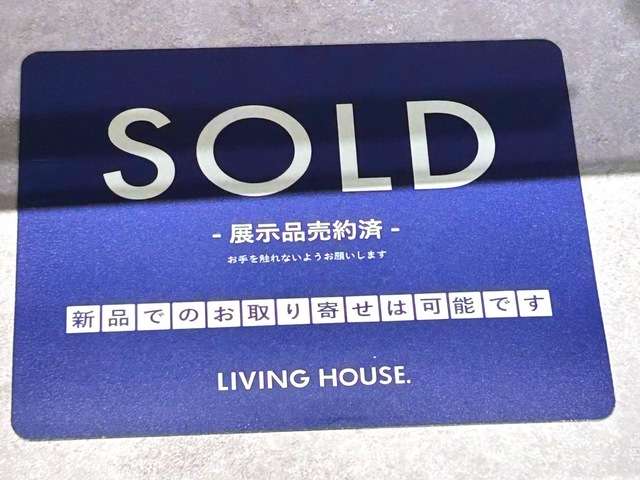 SOLD
- 展示品売約済 -
お手を触れないようお願いします
新品でのお取り寄せは可能です
LIVING HOUSE.